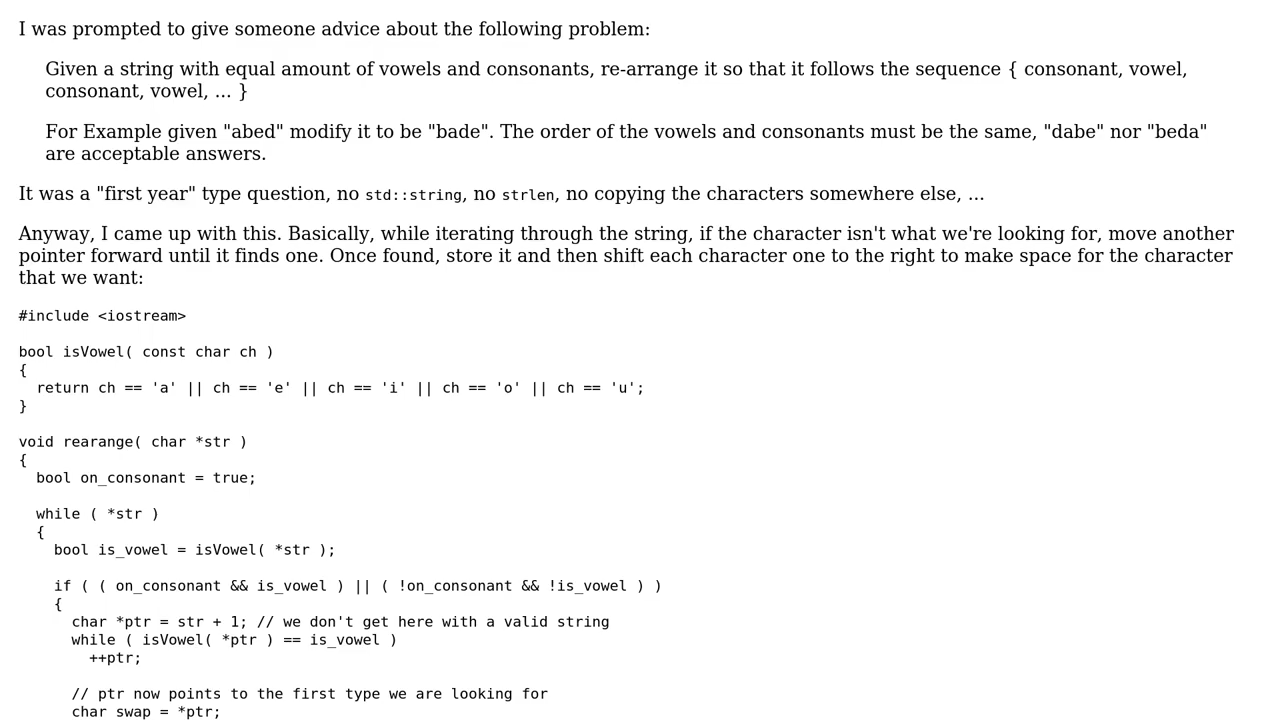 I was prompted to give someone advice about the following problem:
Given a string with equal amount of vowels and consonants, re-arrange it so that it follows the sequence { consonant, vowel,
consonant, vowel, ... }
For Example given "abed" modify it to be "bade". The order of the vowels and consonants must be the same, "dabe" nor "beda"
are acceptable answers.
It was a "first year" type question, no std::string, no strlen, no copying the characters somewhere else, ...
Anyway, I came up with this. Basically, while iterating through the string, if the character isn't what we're looking for, move another
pointer forward until it finds one. Once found, store it and then shift each character one to the right to make space for the character
that we want:
#include <iostream>
bool isVowel( const char ch )
{
  return ch == 'a' || ch == 'e' || ch == 'i' || ch == 'o' || ch == 'u';
}
void rearange( char *str )
{
  bool on_consonant = true;
  while ( *str )
  {
    bool is_vowel = isVowel( *str );
    if ( ( on_consonant && is_vowel ) || ( !on_consonant && !is_vowel ) )
    {
      char *ptr = str + 1; // we don't get here with a valid string
      while ( isVowel( *ptr ) == is_vowel )
        ++ptr;
      // ptr now points to the first type we are looking for
      char swap = *ptr;